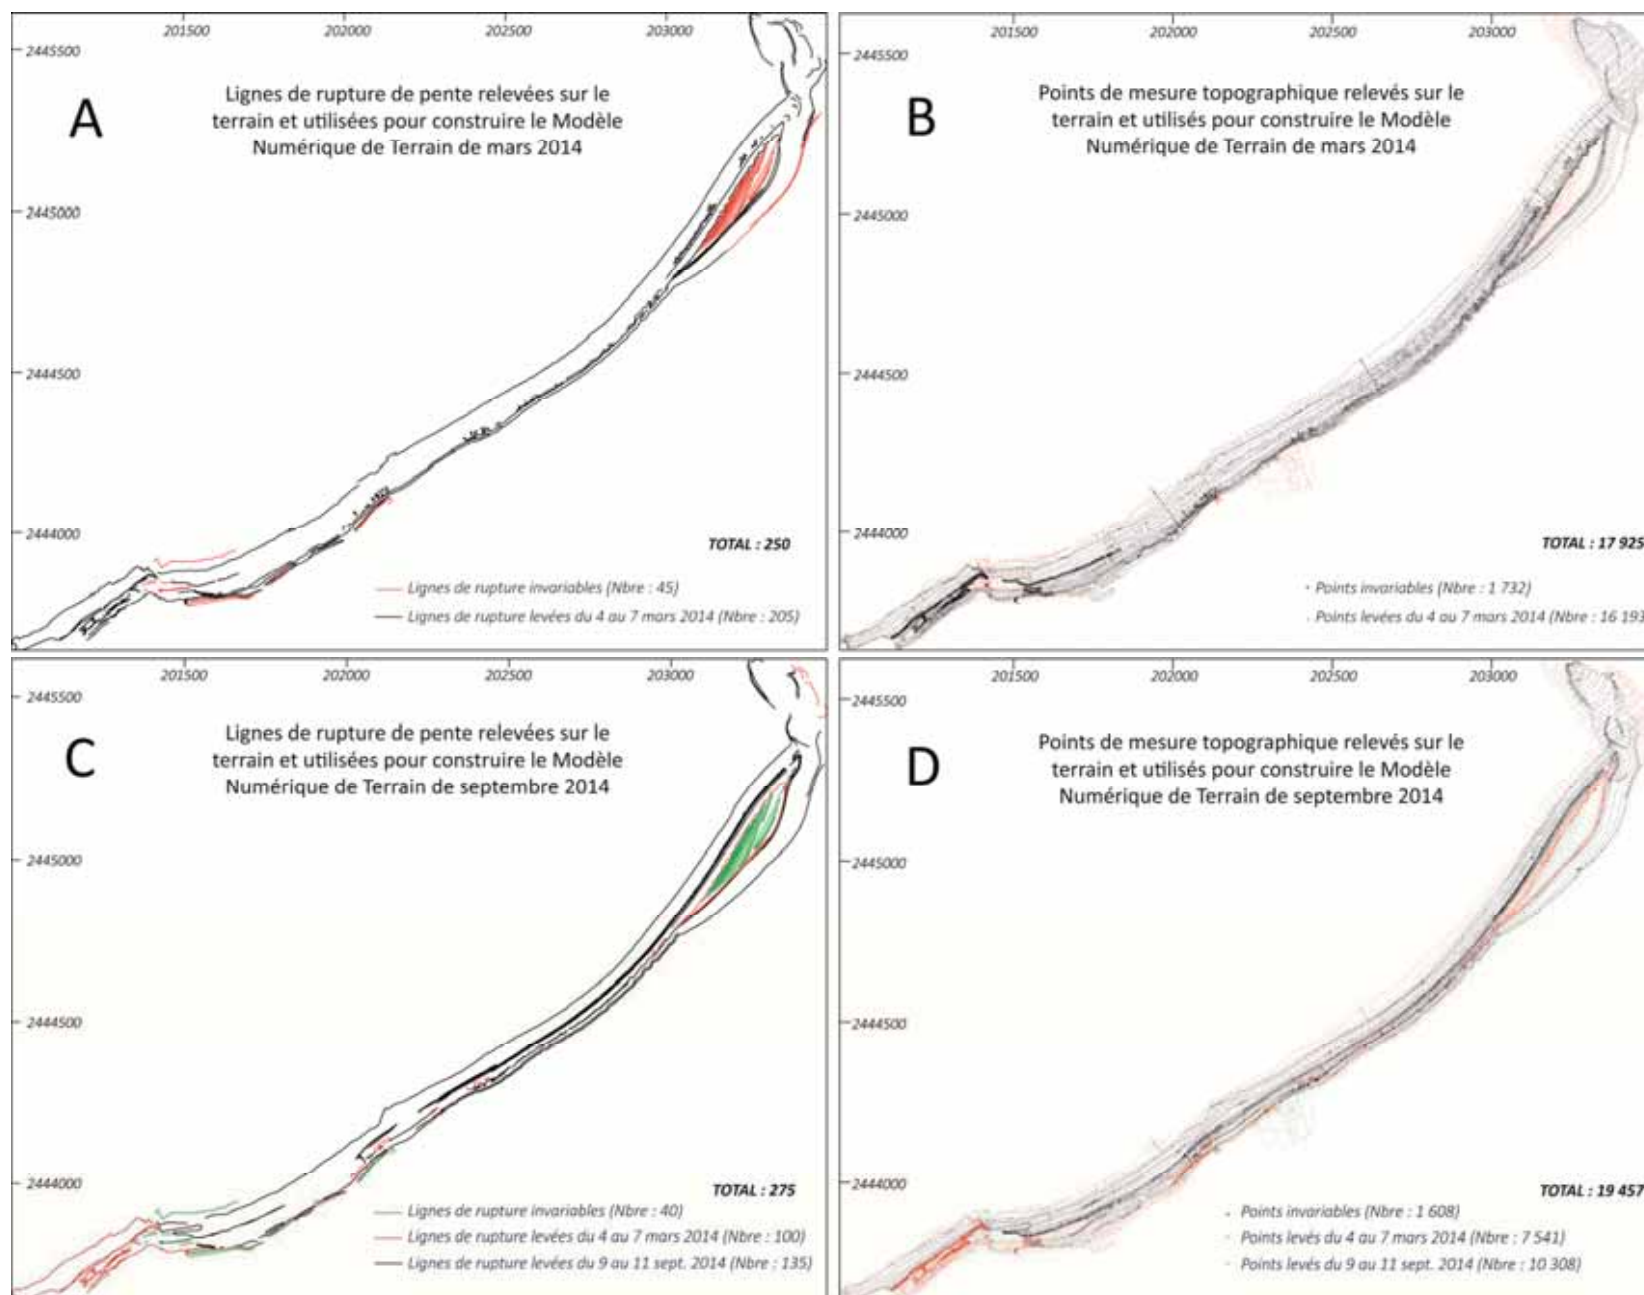 201500 202000 202500 203000
2445500
A
Lignes de rupture de pente relevées sur le
terrain et utilisées pour construire le Modèle
Numérique de Terrain de mars 2014
2445000
2444500
2444000
TOTAL : 250
Lignes de rupture invariables (Nbre : 45)
Lignes de rupture levées du 4 au 7 mars 2014 (Nbre : 205)
201500 202000 202500 203000
2445500
B
Points de mesure topographique relevés sur le
terrain et utilisés pour construire le Modèle
Numérique de Terrain de mars 2014
2445000
2444500
2444000
TOTAL : 17 925
Points invariables (Nbre : 1 732)
Points levées du 4 au 7 mars 2014 (Nbre : 16 193
201500 202000 202500 203000
2445500
C
Lignes de rupture de pente relevées sur le
terrain et utilisées pour construire le Modèle
Numérique de Terrain de septembre 2014
2445000
2444500
2444000
TOTAL : 275
Lignes de rupture invariables (Nbre : 40)
Lignes de rupture levées du 4 au 7 mars 2014 (Nbre : 100)
Lignes de rupture levées du 9 au 11 sept. 2014 (Nbre : 135)
201500 202000 202500 203000
2445500
D
Points de mesure topographique relevés sur le
terrain et utilisés pour construire le Modèle
Numérique de Terrain de septembre 2014
2445000
2444500
2444000
TOTAL : 19 457
Points invariables (Nbre : 1 608)
Points levés du 4 au 7 mars 2014 (Nbre : 7 541)
Points levés du 9 au 11 sept. 2014 (Nbre : 10 308)